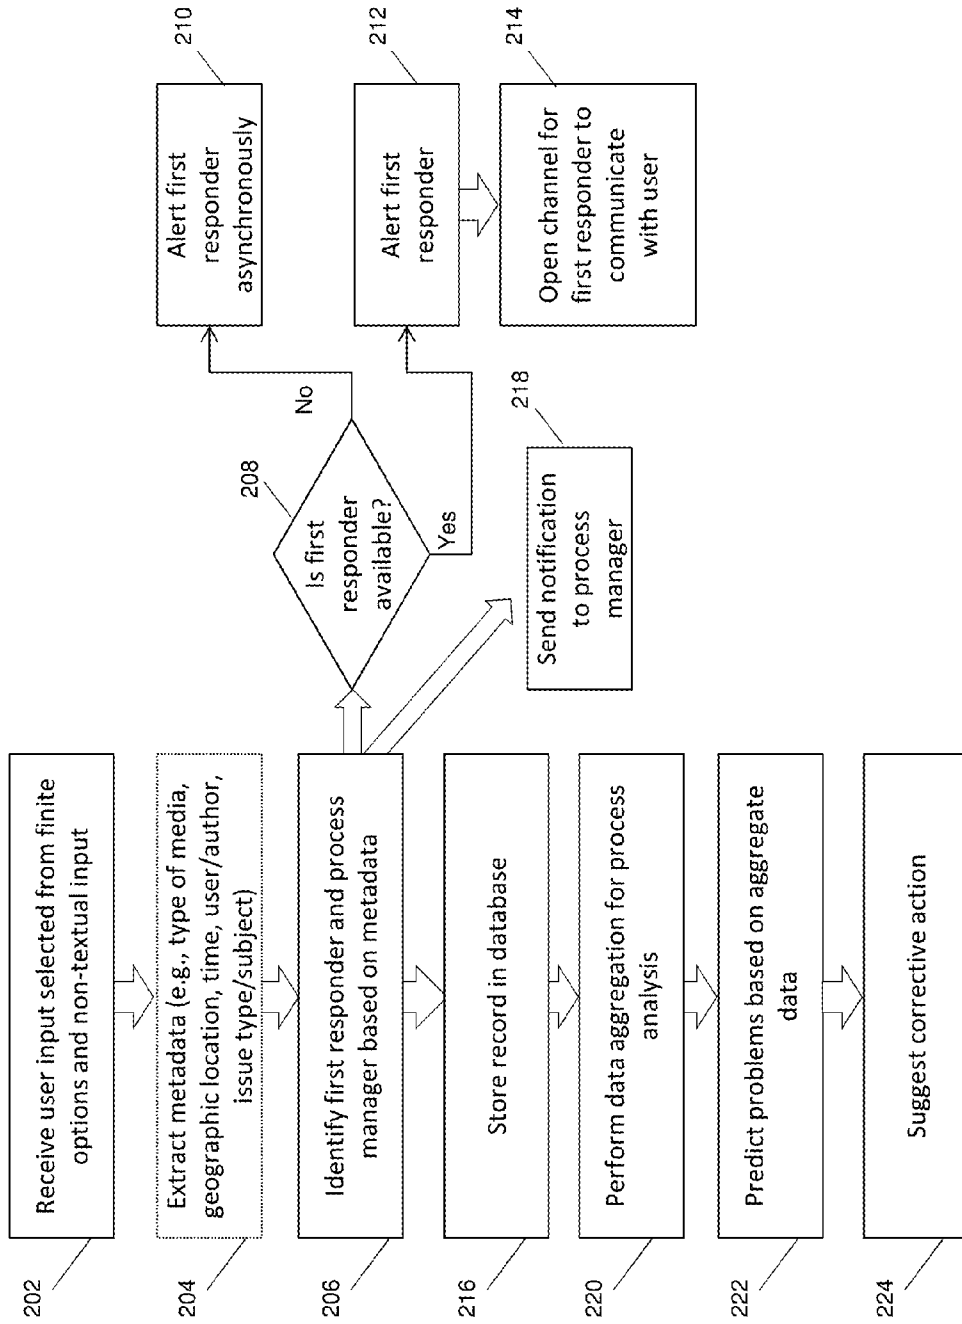 202
Receive user input selected from finite
options and non-textual input
204
Extract metadata (e.g., type of media,
geographic location, time, user/author,
issue type/subject)
206
Identify first responder and process
manager based on metadata
208
Is first
responder
available?
No
Yes
210
Alert first
responder
asynchronously
212
Alert first
responder
214
Open channel for
first responder to
communicate
with user
218
Send notification
to process
manager
216
Store record in database
220
Perform data aggregation for process
analysis
222
Predict problems based on aggregate
data
224
Suggest corrective action